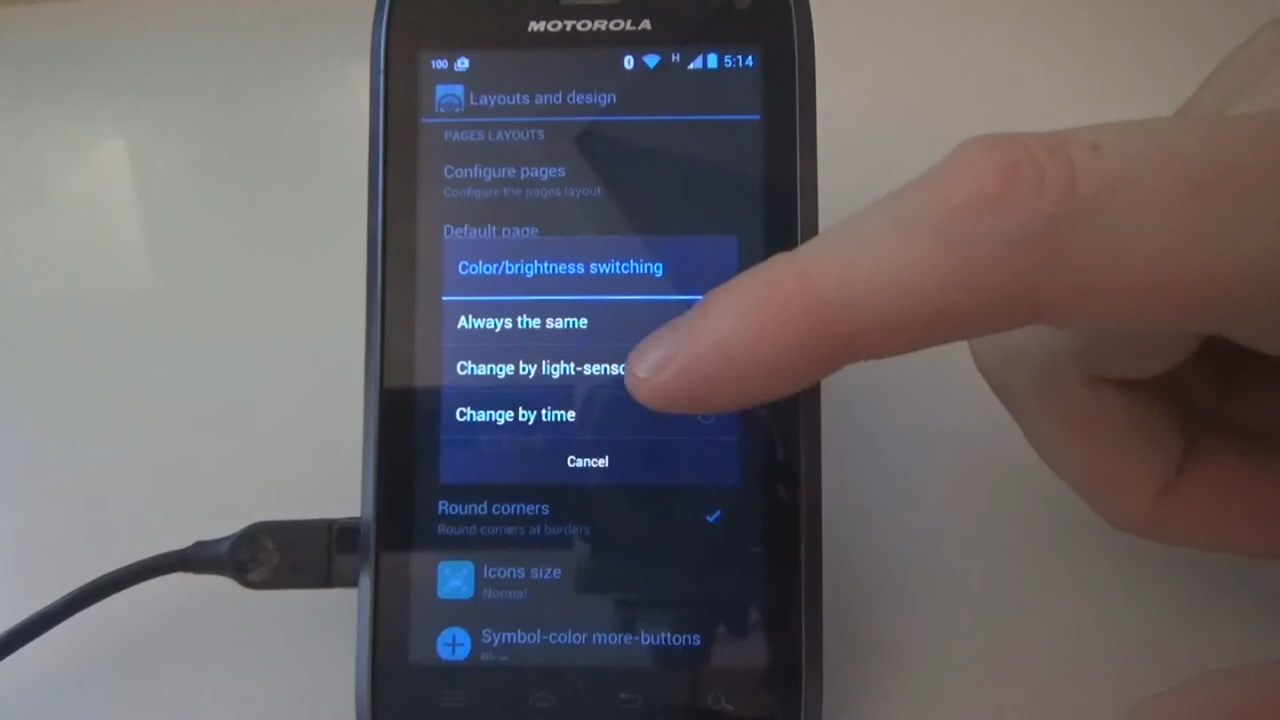 MOTOROLA
100 H 5:14
Layouts and design
PAGES LAYOUTS
Configure pages
Configure the pages layout
Default page
Color/brightness switching
Always the same
Change by light-senso
Change by time
Cancel
Round corners
Round corners at borders
Icons size
Normal
Symbol-color more-buttons